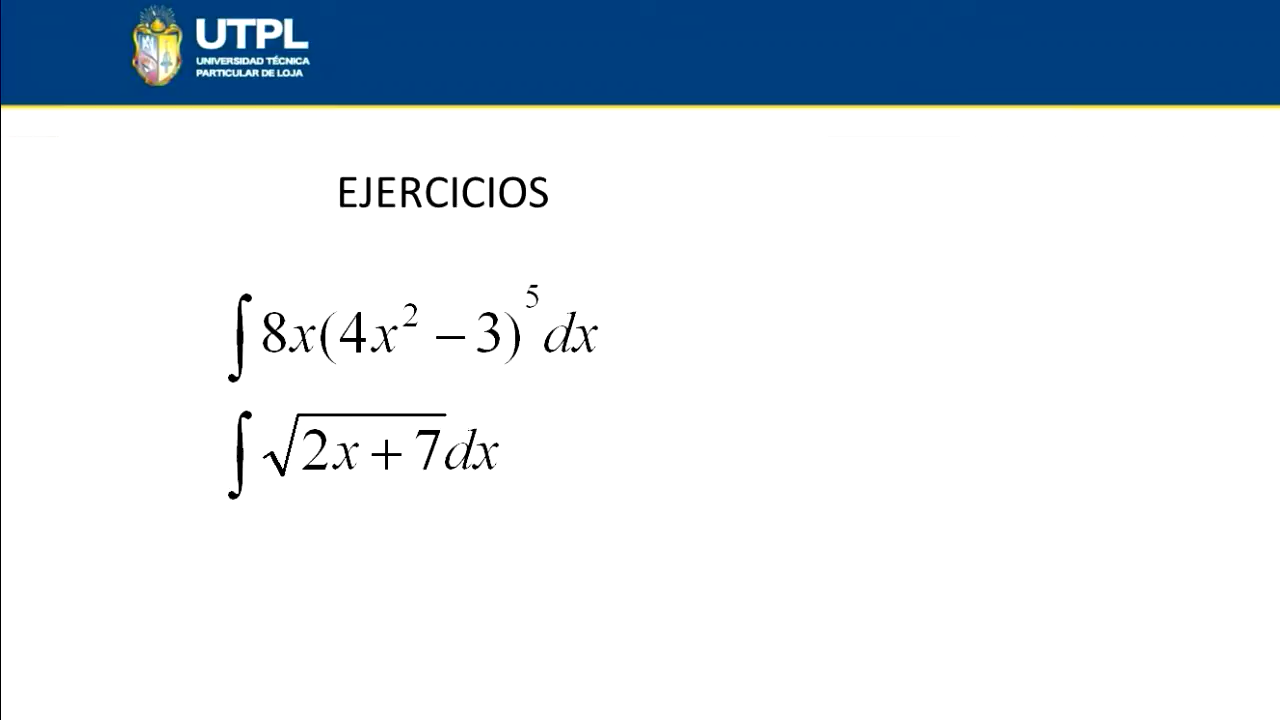 UTPL
UNIVERSIDAD TÉCNICA
PARTICULAR DE LOJA
EJERCICIOS
∫ 8x(4x² − 3)⁵ dx
∫ √(2x + 7) dx